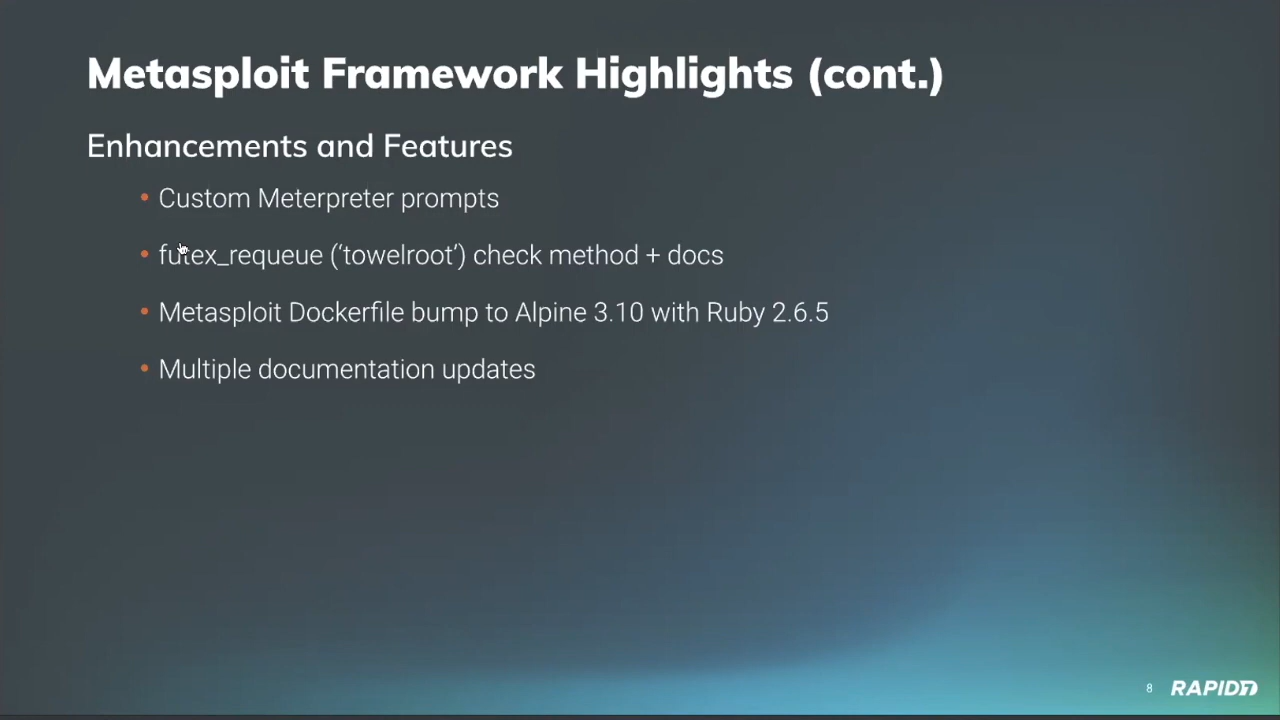 Metasploit Framework Highlights (cont.)
Enhancements and Features
• Custom Meterpreter prompts
• futex_requeue (‘towelroot’) check method + docs
• Metasploit Dockerfile bump to Alpine 3.10 with Ruby 2.6.5
• Multiple documentation updates
8 RAPID7